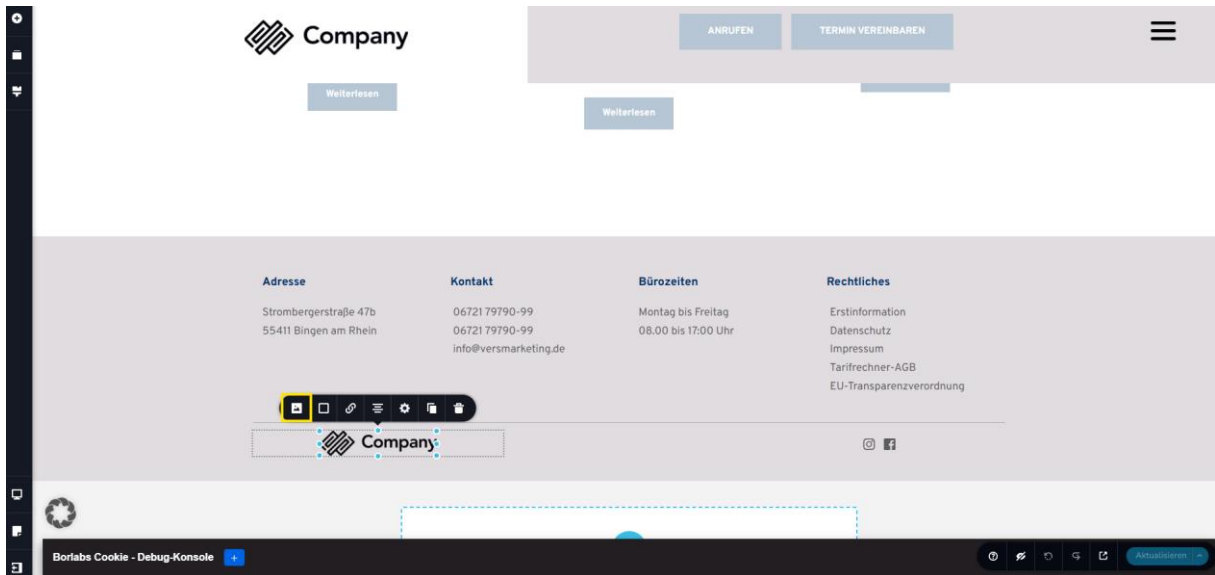 Company
ANRUFEN
TERMIN VEREINBAREN
Weiterlesen
Weiterlesen
Adresse
Strombergerstraße 47b
55411 Bingen am Rhein
Kontakt
06721 79790-99
06721 79790-99
info@versmarketing.de
Bürozeiten
Montag bis Freitag
08.00 bis 17:00 Uhr
Rechtliches
Erstinformation
Datenschutz
Impressum
Tarifrechner-AGB
EU-Transparenzverordnung
Company
Borlabs Cookie - Debug-Konsole
Aktualisieren